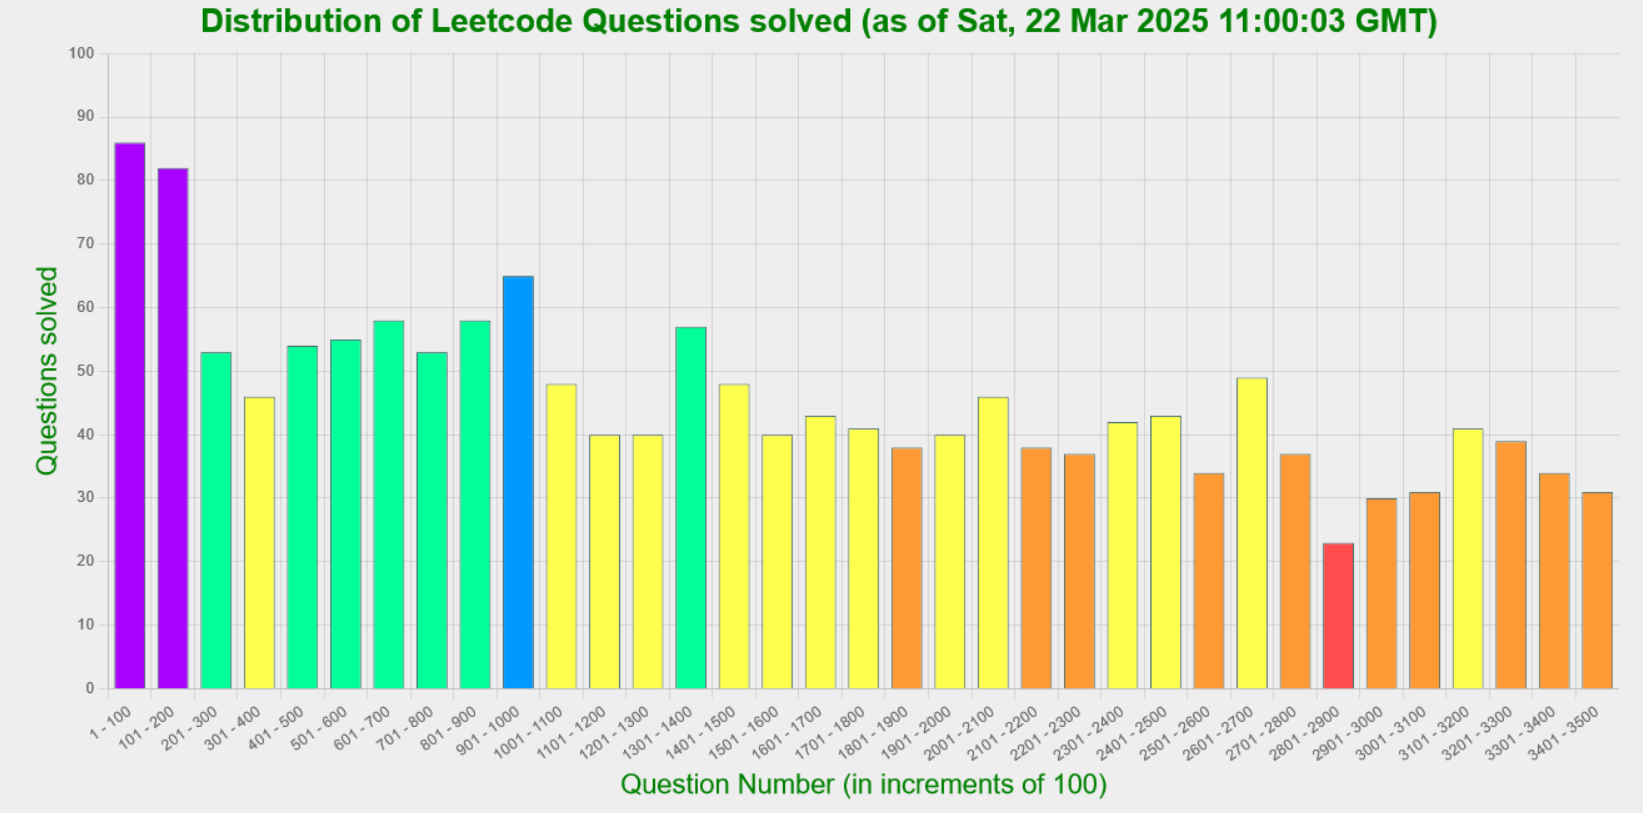 Distribution of Leetcode Questions solved (as of Sat, 22 Mar 2025 11:00:03 GMT)
100
90
80
70
60
50
40
30
20
10
0
Questions solved
1 - 100
101 - 200
201 - 300
301 - 400
401 - 500
501 - 600
601 - 700
701 - 800
801 - 900
901 - 1000
1001 - 1100
1101 - 1200
1201 - 1300
1301 - 1400
1401 - 1500
1501 - 1600
1601 - 1700
1701 - 1800
1801 - 1900
1901 - 2000
2001 - 2100
2101 - 2200
2201 - 2300
2301 - 2400
2401 - 2500
2501 - 2600
2601 - 2700
2701 - 2800
2801 - 2900
2901 - 3000
3001 - 3100
3101 - 3200
3201 - 3300
3301 - 3400
3401 - 3500
Question Number (in increments of 100)